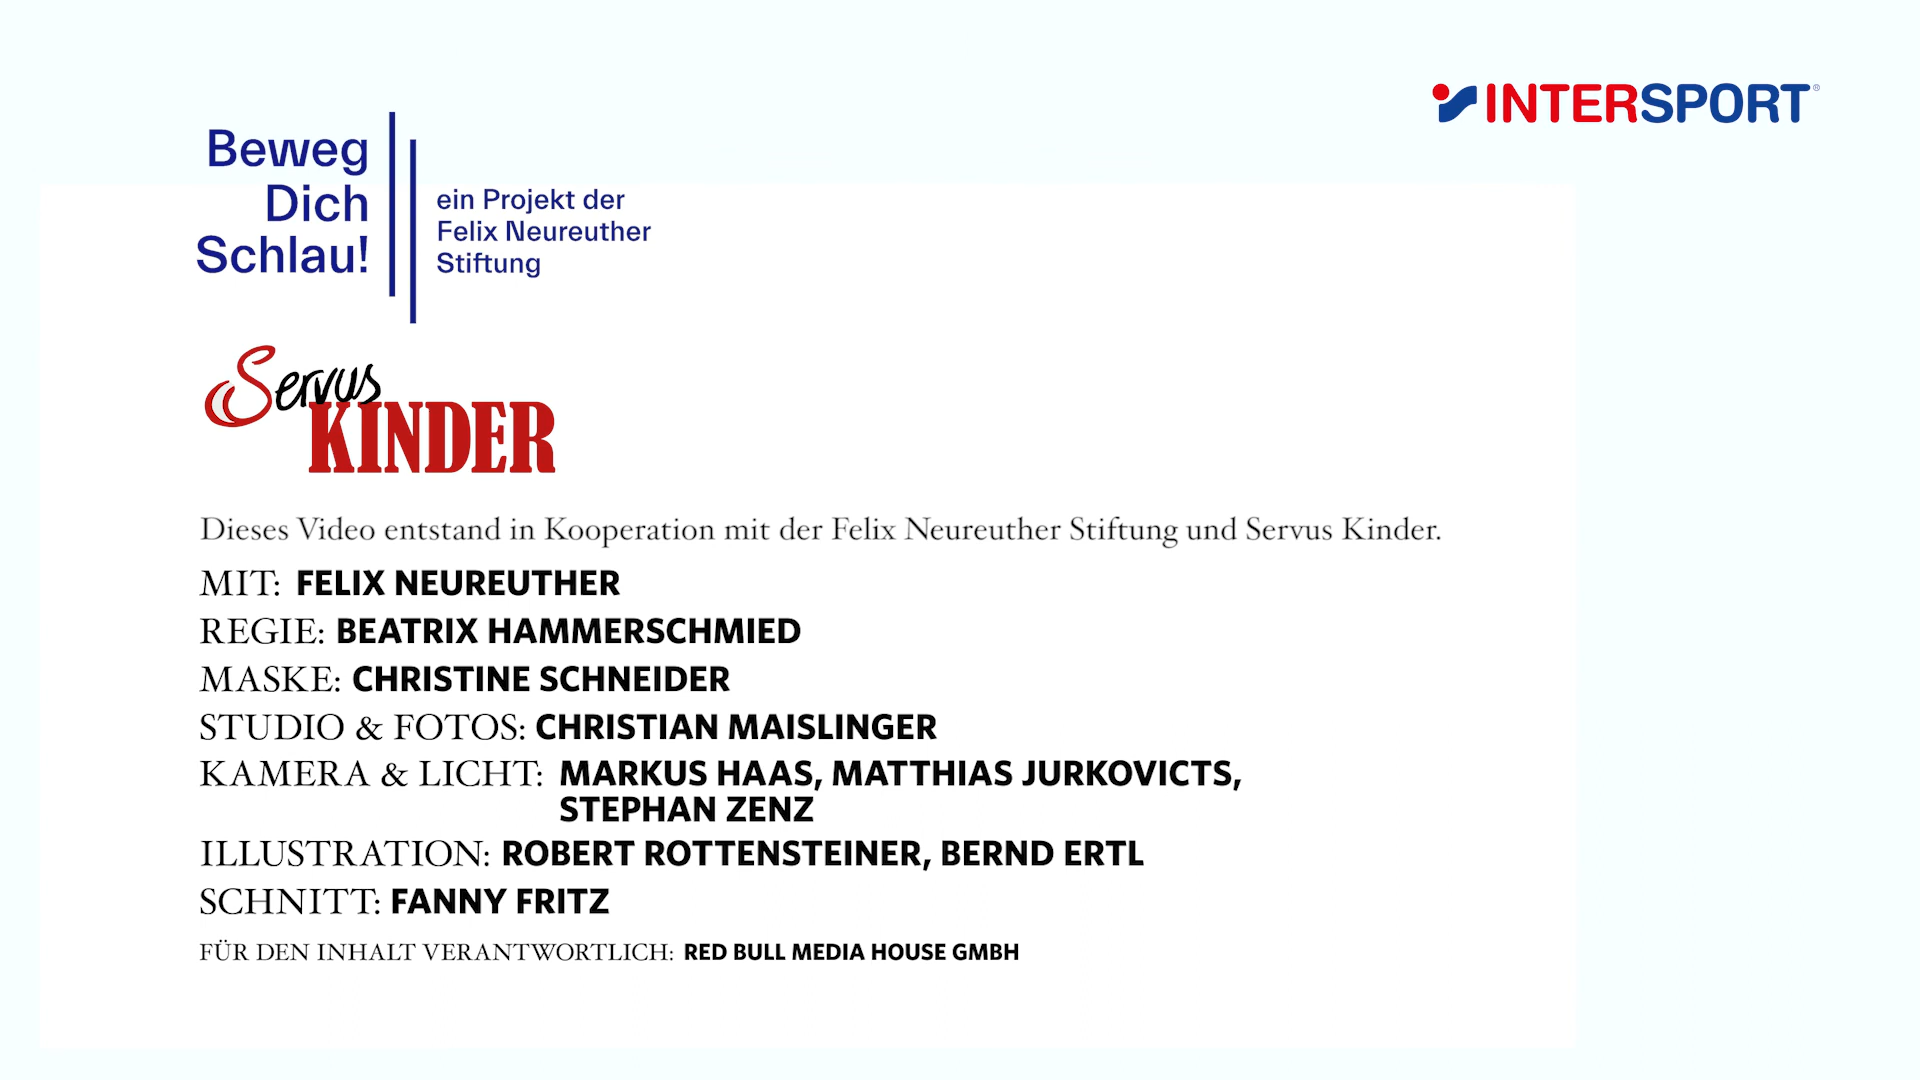 INTERSPORT®
Beweg
Dich
Schlau!
ein Projekt der
Felix Neureuther
Stiftung
Servus
KINDER
Dieses Video entstand in Kooperation mit der Felix Neureuther Stiftung und Servus Kinder.
MIT: FELIX NEUREUTHER
REGIE: BEATRIX HAMMERSCHMIED
MASKE: CHRISTINE SCHNEIDER
STUDIO & FOTOS: CHRISTIAN MAISLINGER
KAMERA & LICHT: MARKUS HAAS, MATTHIAS JURKOVICTS,
STEPHAN ZENZ
ILLUSTRATION: ROBERT ROTTENSTEINER, BERND ERTL
SCHNITT: FANNY FRITZ
FÜR DEN INHALT VERANTWORTLICH: RED BULL MEDIA HOUSE GMBH